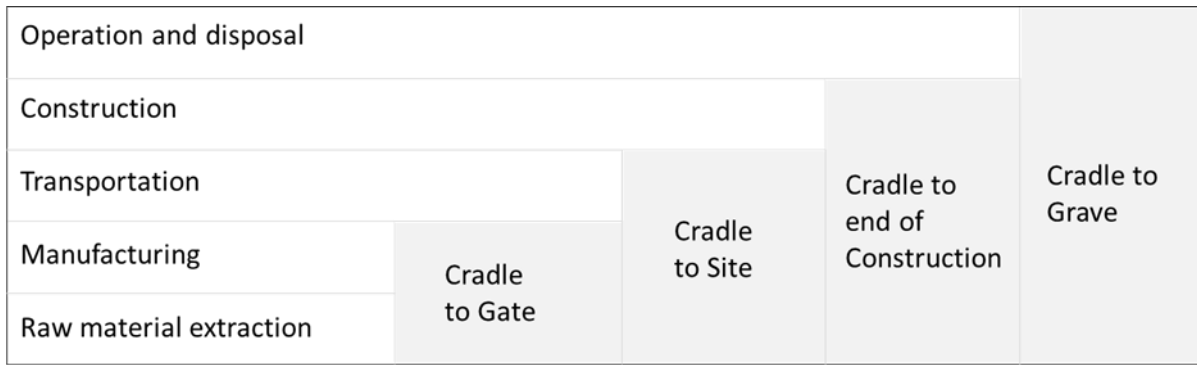 Operation and disposal
Construction
Transportation
Manufacturing
Raw material extraction
Cradle
to Gate
Cradle
to Site
Cradle to
end of
Construction
Cradle to
Grave